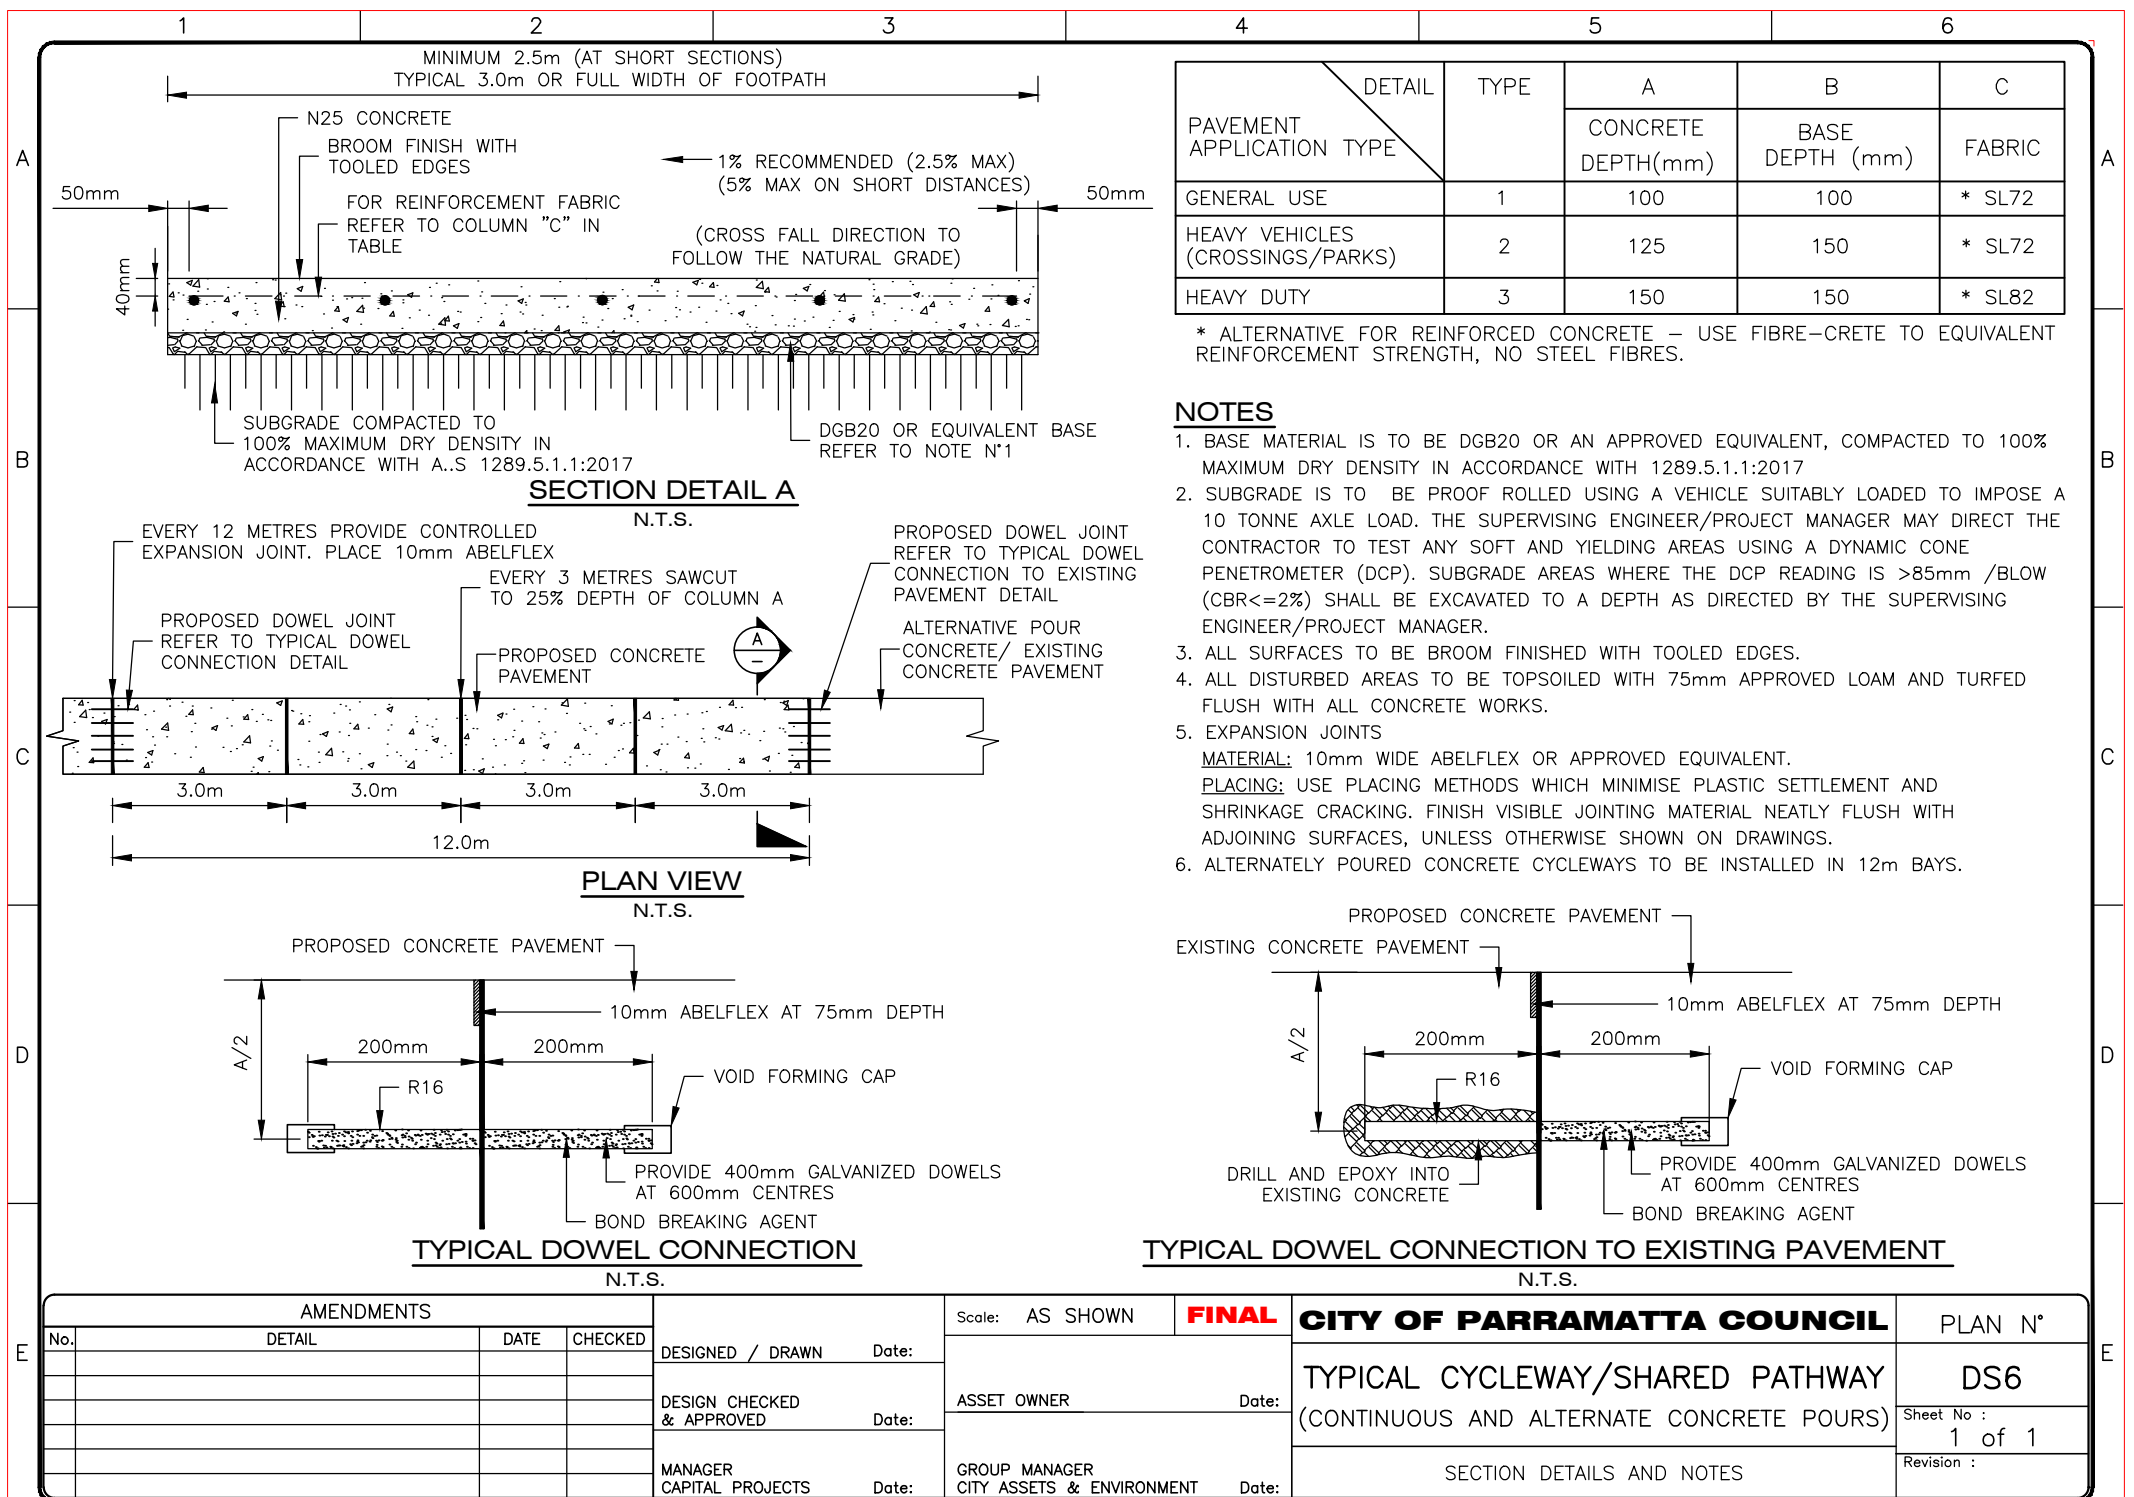 1 2 3 4 5 6
A
B
C
D
E
A
B
C
D
E
MINIMUM 2.5m (AT SHORT SECTIONS)
TYPICAL 3.0m OR FULL WIDTH OF FOOTPATH
N25 CONCRETE
BROOM FINISH WITH
TOOLED EDGES
1% RECOMMENDED (2.5% MAX)
(5% MAX ON SHORT DISTANCES)
50mm
50mm
FOR REINFORCEMENT FABRIC
REFER TO COLUMN "C" IN
TABLE
(CROSS FALL DIRECTION TO
FOLLOW THE NATURAL GRADE)
40mm
SUBGRADE COMPACTED TO
100% MAXIMUM DRY DENSITY IN
ACCORDANCE WITH A..S 1289.5.1.1:2017
DGB20 OR EQUIVALENT BASE
REFER TO NOTE N°1
SECTION DETAIL A
N.T.S.
EVERY 12 METRES PROVIDE CONTROLLED
EXPANSION JOINT. PLACE 10mm ABELFLEX
EVERY 3 METRES SAWCUT
TO 25% DEPTH OF COLUMN A
PROPOSED DOWEL JOINT
REFER TO TYPICAL DOWEL
CONNECTION TO EXISTING
PAVEMENT DETAIL
PROPOSED DOWEL JOINT
REFER TO TYPICAL DOWEL
CONNECTION DETAIL
PROPOSED CONCRETE
PAVEMENT
A
–
ALTERNATIVE POUR
CONCRETE/ EXISTING
CONCRETE PAVEMENT
3.0m 3.0m 3.0m 3.0m
12.0m
PLAN VIEW
N.T.S.
PROPOSED CONCRETE PAVEMENT
10mm ABELFLEX AT 75mm DEPTH
A/2
200mm 200mm
R16
VOID FORMING CAP
PROVIDE 400mm GALVANIZED DOWELS
AT 600mm CENTRES
BOND BREAKING AGENT
TYPICAL DOWEL CONNECTION
N.T.S.
DETAIL TYPE A B C
PAVEMENT
APPLICATION TYPE
CONCRETE
DEPTH(mm)
BASE
DEPTH (mm)
FABRIC
GENERAL USE 1 100 100 * SL72
HEAVY VEHICLES
(CROSSINGS/PARKS) 2 125 150 * SL72
HEAVY DUTY 3 150 150 * SL82
* ALTERNATIVE FOR REINFORCED CONCRETE – USE FIBRE–CRETE TO EQUIVALENT
REINFORCEMENT STRENGTH, NO STEEL FIBRES.
NOTES
1. BASE MATERIAL IS TO BE DGB20 OR AN APPROVED EQUIVALENT, COMPACTED TO 100%
MAXIMUM DRY DENSITY IN ACCORDANCE WITH 1289.5.1.1:2017
2. SUBGRADE IS TO BE PROOF ROLLED USING A VEHICLE SUITABLY LOADED TO IMPOSE A
10 TONNE AXLE LOAD. THE SUPERVISING ENGINEER/PROJECT MANAGER MAY DIRECT THE
CONTRACTOR TO TEST ANY SOFT AND YIELDING AREAS USING A DYNAMIC CONE
PENETROMETER (DCP). SUBGRADE AREAS WHERE THE DCP READING IS >85mm /BLOW
(CBR<=2%) SHALL BE EXCAVATED TO A DEPTH AS DIRECTED BY THE SUPERVISING
ENGINEER/PROJECT MANAGER.
3. ALL SURFACES TO BE BROOM FINISHED WITH TOOLED EDGES.
4. ALL DISTURBED AREAS TO BE TOPSOILED WITH 75mm APPROVED LOAM AND TURFED
FLUSH WITH ALL CONCRETE WORKS.
5. EXPANSION JOINTS
MATERIAL: 10mm WIDE ABELFLEX OR APPROVED EQUIVALENT.
PLACING: USE PLACING METHODS WHICH MINIMISE PLASTIC SETTLEMENT AND
SHRINKAGE CRACKING. FINISH VISIBLE JOINTING MATERIAL NEATLY FLUSH WITH
ADJOINING SURFACES, UNLESS OTHERWISE SHOWN ON DRAWINGS.
6. ALTERNATELY POURED CONCRETE CYCLEWAYS TO BE INSTALLED IN 12m BAYS.
PROPOSED CONCRETE PAVEMENT
EXISTING CONCRETE PAVEMENT
10mm ABELFLEX AT 75mm DEPTH
A/2
200mm 200mm
R16
VOID FORMING CAP
DRILL AND EPOXY INTO
EXISTING CONCRETE
PROVIDE 400mm GALVANIZED DOWELS
AT 600mm CENTRES
BOND BREAKING AGENT
TYPICAL DOWEL CONNECTION TO EXISTING PAVEMENT
N.T.S.
AMENDMENTS
No. DETAIL DATE CHECKED
DESIGNED / DRAWN Date:
DESIGN CHECKED
& APPROVED Date:
MANAGER
CAPITAL PROJECTS Date:
Scale: AS SHOWN
FINAL
ASSET OWNER Date:
GROUP MANAGER
CITY ASSETS & ENVIRONMENT Date:
CITY OF PARRAMATTA COUNCIL
TYPICAL CYCLEWAY/SHARED PATHWAY
(CONTINUOUS AND ALTERNATE CONCRETE POURS)
SECTION DETAILS AND NOTES
PLAN N°
DS6
Sheet No :
1 of 1
Revision :